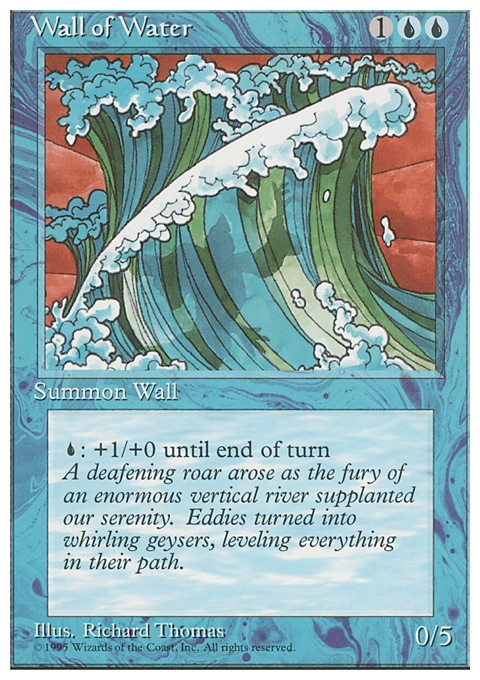 Wall of Water 1
Summon Wall
: +1/+0 until end of turn
A deafening roar arose as the fury of
an enormous vertical river supplanted
our serenity. Eddies turned into
whirling geysers, leveling everything
in their path.
Illus. Richard Thomas
© 1995 Wizards of the Coast, Inc. All rights reserved.
0/5